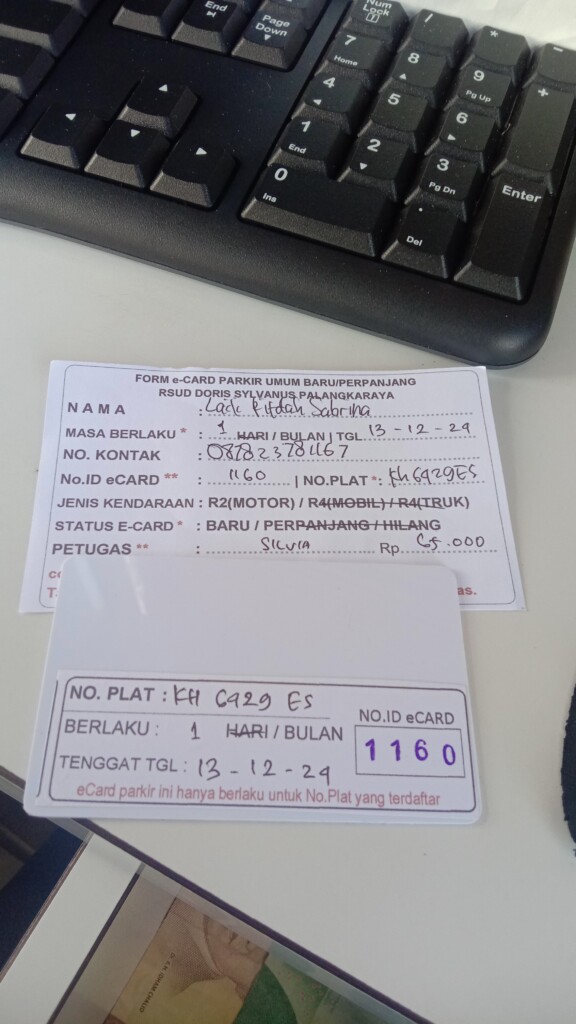 End
Page Down
Num Lock
/
*
-
7 Home
8
9 Pg Up
+
4
5
6
1 End
2
3 Pg Dn
Enter
0 Ins
. Del
FORM e-CARD PARKIR UMUM BARU/PERPANJANG
RSUD DORIS SYLVANUS PALANGKARAYA
NAMA : Laili Rifdah Sabrina
MASA BERLAKU * : 1 HARI / BULAN | TGL 13-12-24
NO. KONTAK : 087823781167
No.ID eCARD ** : 1160 | NO.PLAT *: KH 6929 ES
JENIS KENDARAAN : R2(MOTOR) / R4(MOBIL) / R4(TRUK)
STATUS E-CARD * : BARU / PERPANJANG / HILANG
PETUGAS ** : SILVIA Rp. 65.000
as.
NO. PLAT : KH 6929 ES
BERLAKU : 1 HARI / BULAN
NO.ID eCARD
1160
TENGGAT TGL : 13-12-24
eCard parkir ini hanya berlaku untuk No.Plat yang terdaftar